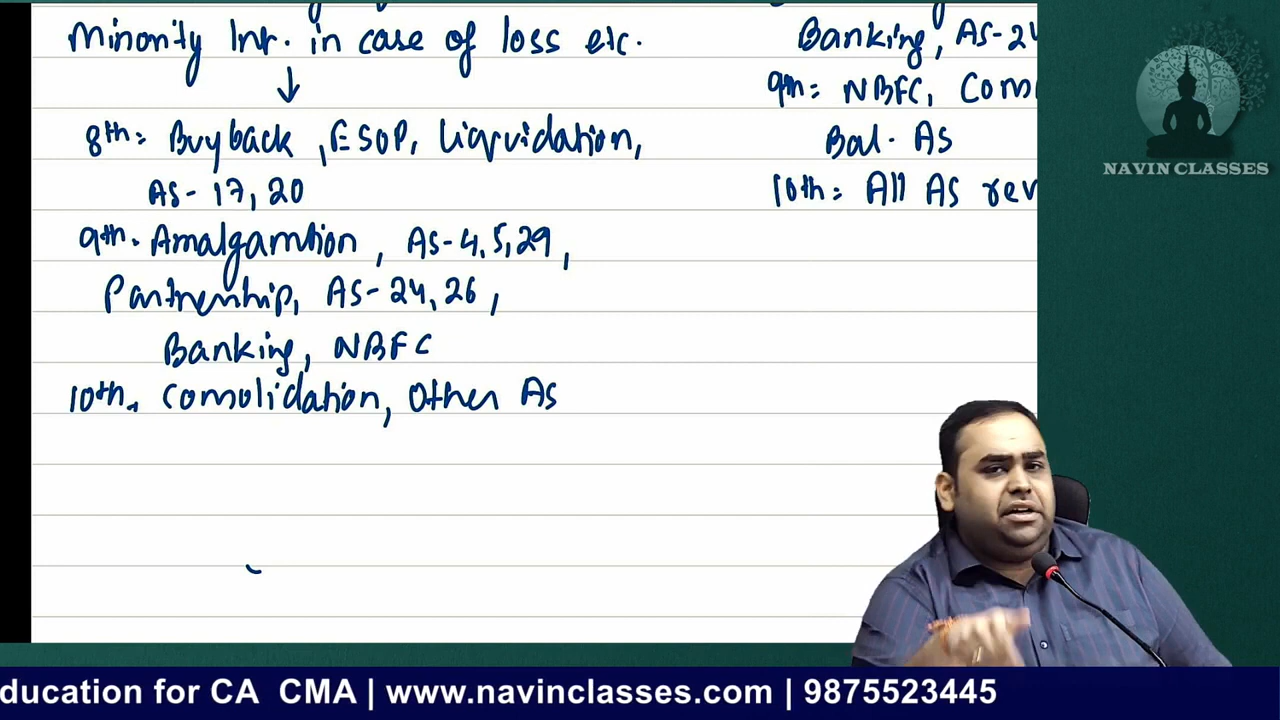 Minority Int. in case of loss etc.
↓
8th: Buyback, ESOP, Liquidation,
AS-17, 20
9th. Amalgamtion, AS-4, 5, 29,
Partnership, AS-24, 26,
Banking, NBFC
10th. Comolidation, Other AS
Banking, AS-24
9th: NBFC, Com
Bal. AS
10th: All AS rev
NAVIN CLASSES
ducation for CA CMA | www.navinclasses.com | 9875523445